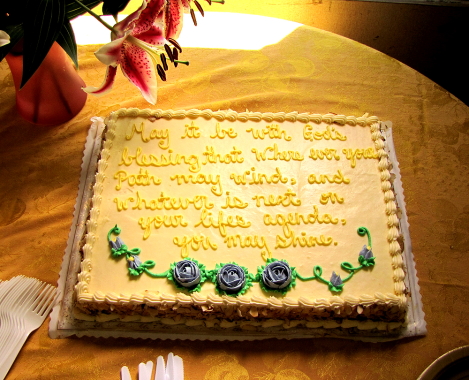 May it be with God's
blessing that where ever your
Path may wind, and
whatever is next on
your lifes agenda,
you may shine.